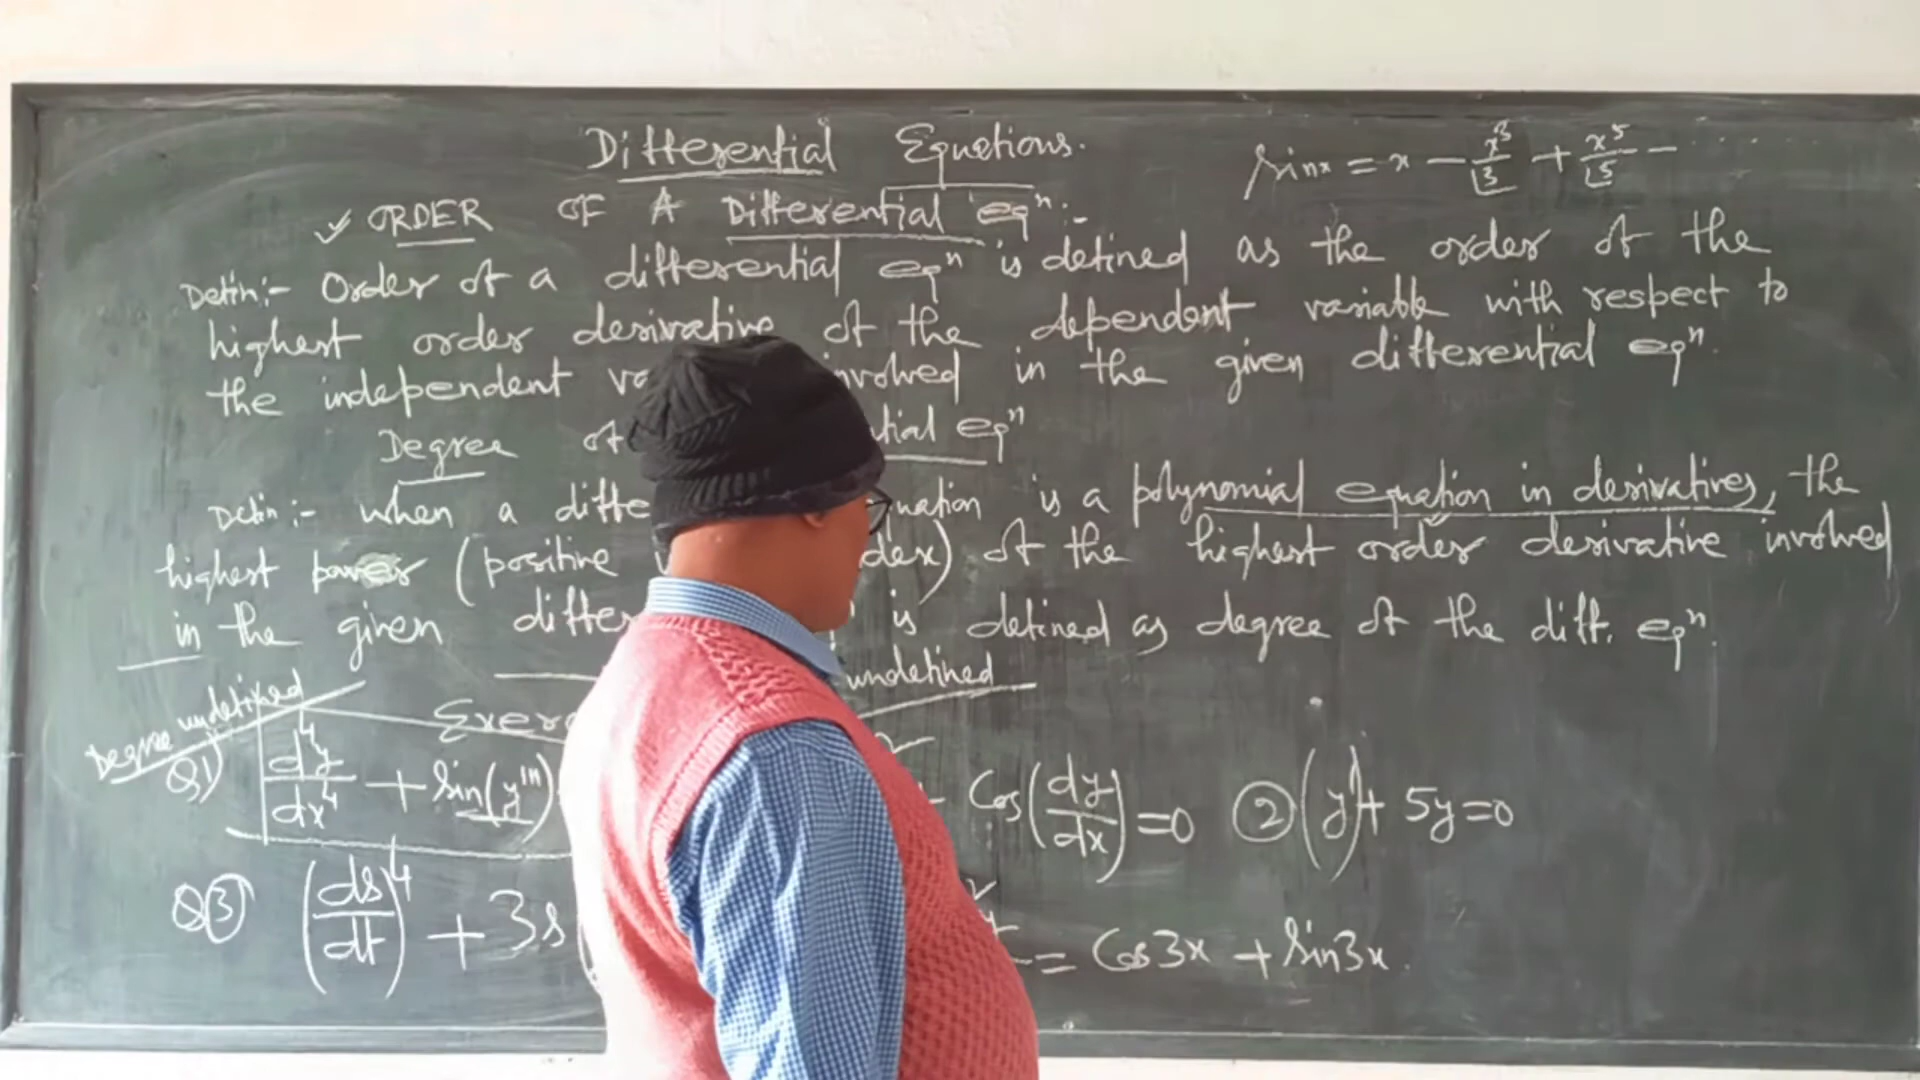 Differential Equations.
sinx = x - x³/⌊3 + x⁵/⌊5 - .....
✓ ORDER OF A Differential eqⁿ:-
Defin:- Order of a differential eqⁿ is defined as the order of the
highest order derivative of the dependent variable with respect to
the independent va nvolved in the given differential eqⁿ.
Degree of tial eqⁿ
Defin:- when a diffe uation is a polynomial equation in derivatives, the
highest power (positive dex) of the highest order derivative involved
in the given differ is defined as degree of the diff. eqⁿ.
undefined
Degree undefined
Exerc
Q1) d⁴y/dx⁴ + sin(y''')
Cos(dy/dx) = 0 ② (y') + 5y = 0
Q③ (ds/dt)⁴ + 3s
= Cos3x + sin3x.